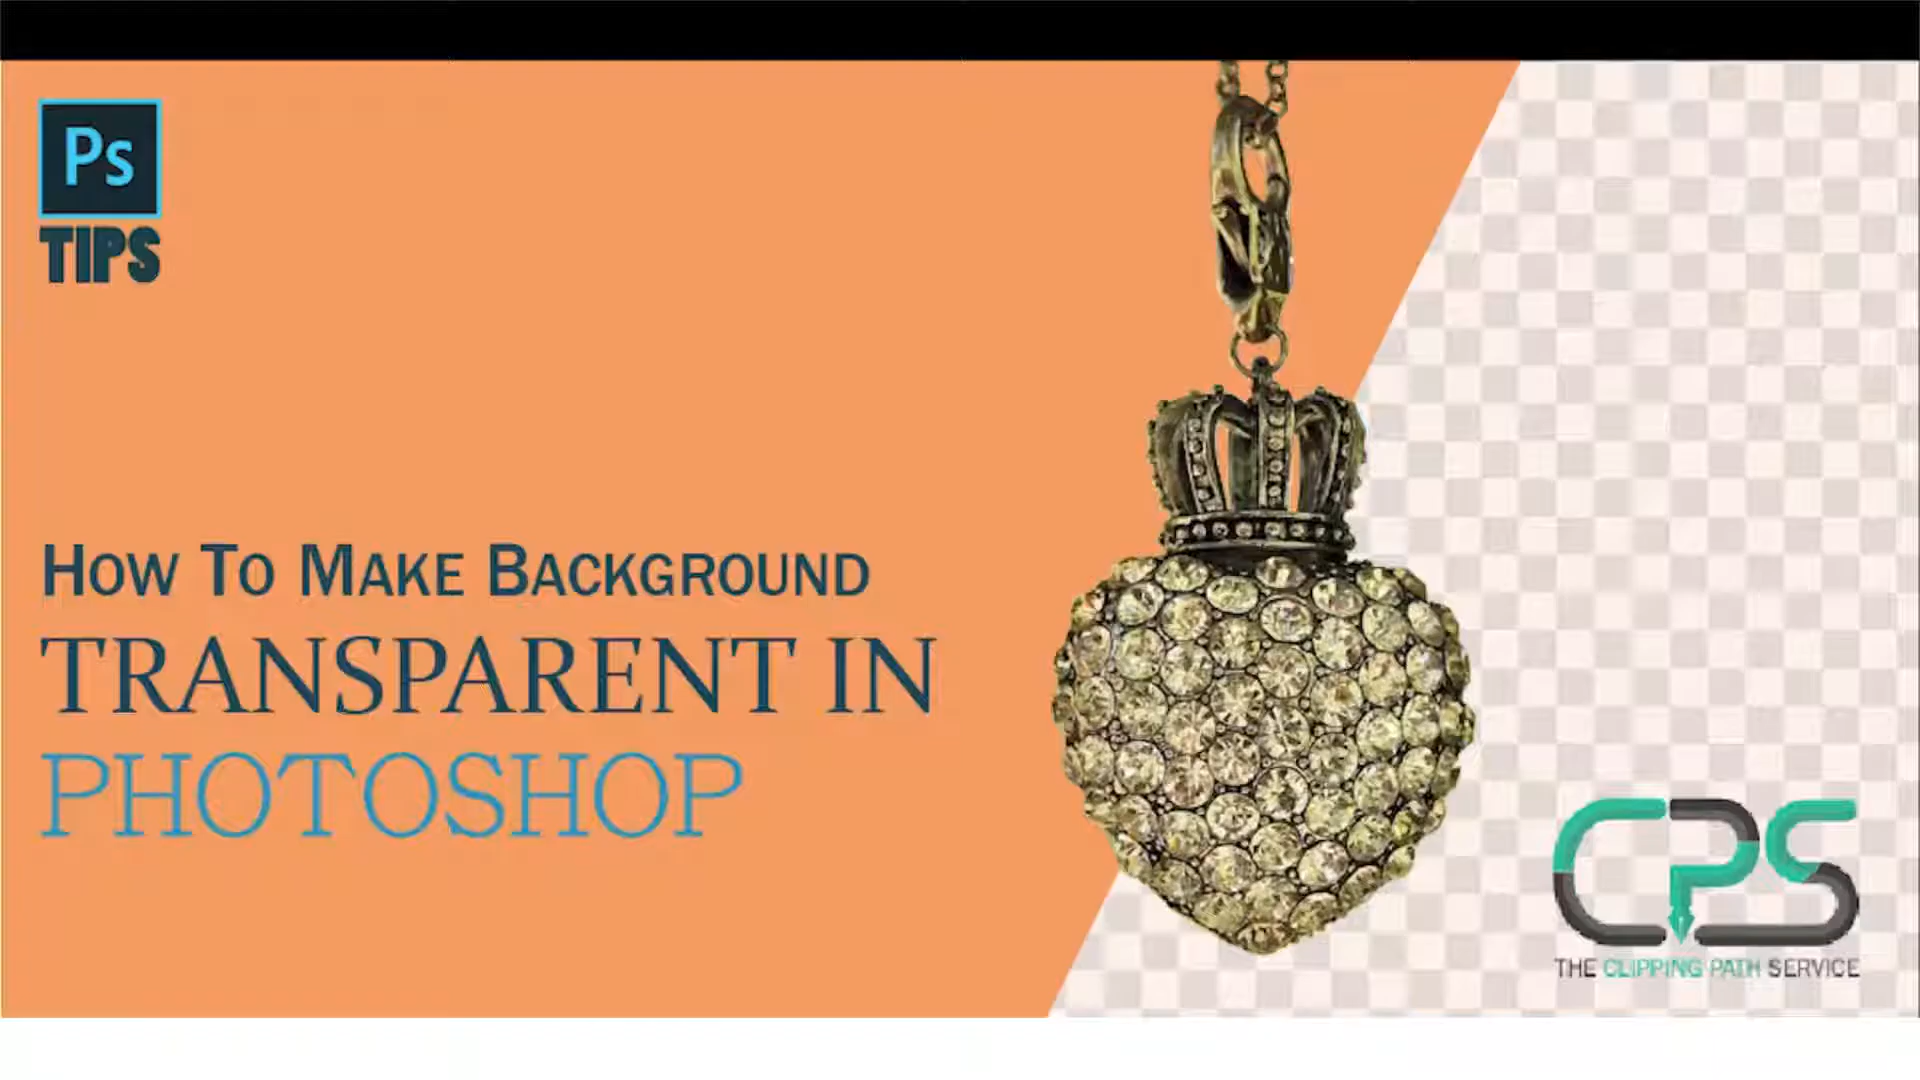 Ps
TIPS
HOW TO MAKE BACKGROUND
TRANSPARENT IN
PHOTOSHOP
CPS
THE CLIPPING PATH SERVICE